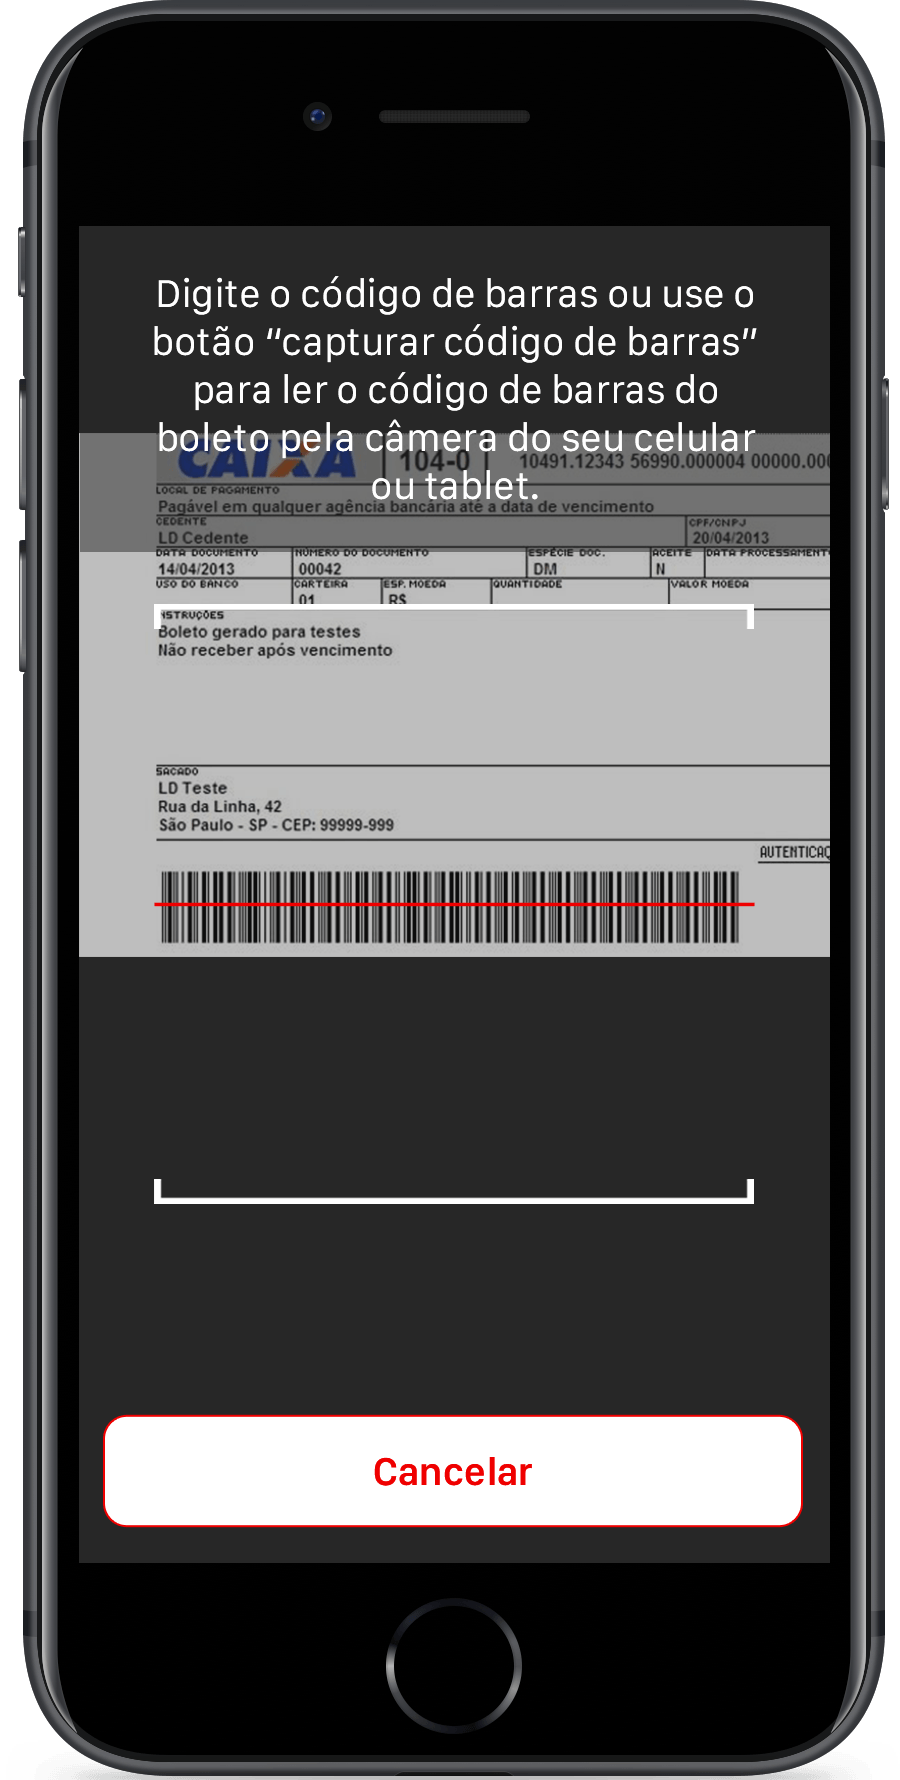 Digite o código de barras ou use o
botão “capturar código de barras”
para ler o código de barras do
boleto pela câmera do seu celular
ou tablet.
CAIXA 104-0 10491.12343 56990.000004 00000.00
LOCAL DE PAGAMENTO
Pagável em qualquer agência bancária até a data de vencimento
CEDENTE CPF/CNPJ
LD Cedente 20/04/2013
DATA DOCUMENTO NÚMERO DO DOCUMENTO ESPÉCIE DOC. ACEITE DATA PROCESSAMENT
14/04/2013 00042 DM N
USO DO BANCO CARTEIRA ESP. MOEDA QUANTIDADE VALOR MOEDA
01 R$
NSTRUÇÕES
Boleto gerado para testes
Não receber após vencimento
SACADO
LD Teste
Rua da Linha, 42
São Paulo - SP - CEP: 99999-999
AUTENTICAÇ
Cancelar